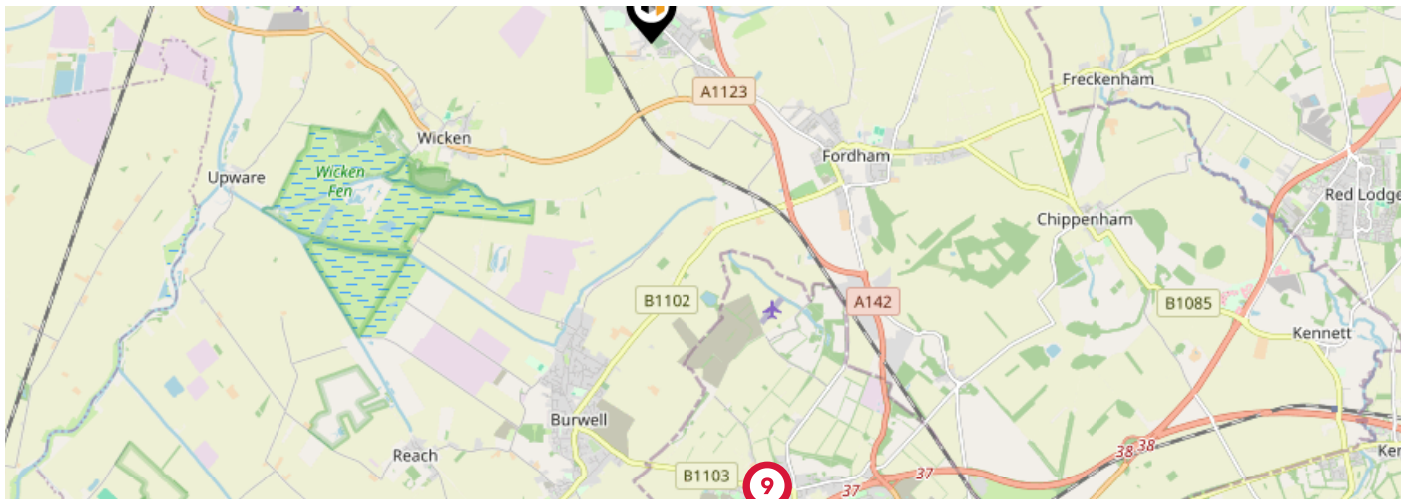 A1123
Freckenham
Wicken
Fordham
Wicken
Fen
Upware
Red Lodge
Chippenham
B1102
A142
B1085
Kennett
Burwell
Reach
38
38
Ker
B1103
9
37
37